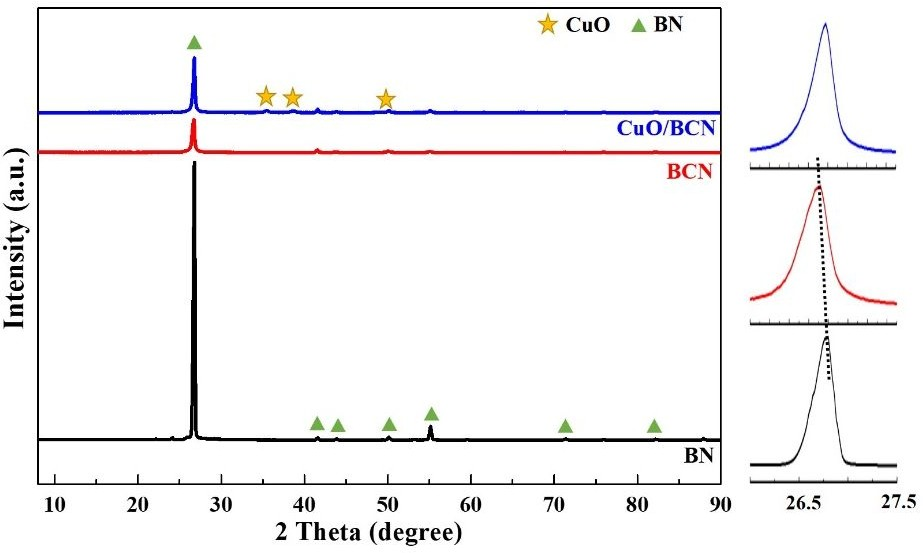 CuO BN
CuO/BCN
BCN
BN
Intensity (a.u.)
10 20 30 40 50 60 70 80 90
2 Theta (degree)
26.5 27.5